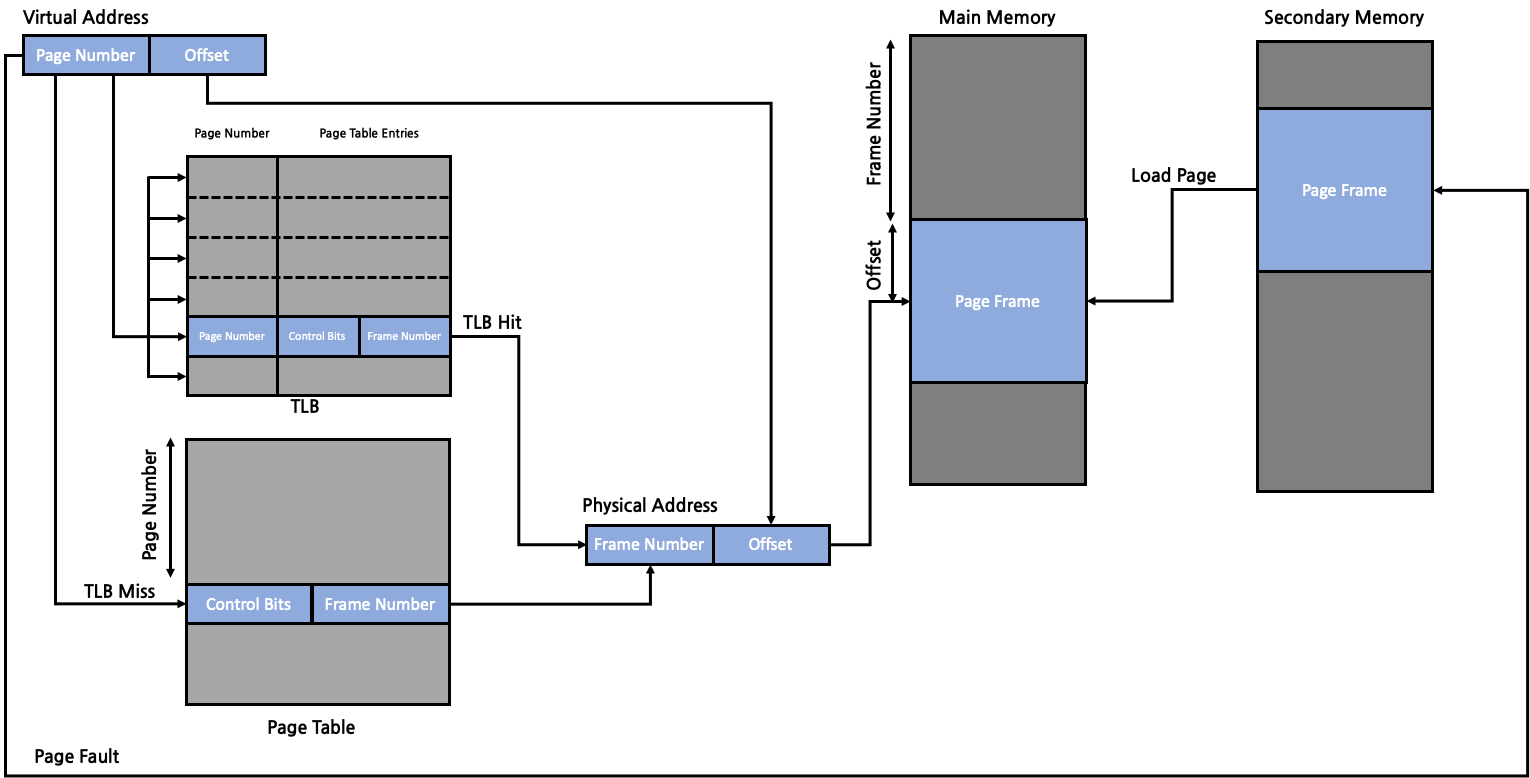 Virtual Address
Page Number
Offset
Page Number
Page Table Entries
Page Number
Control Bits
Frame Number
TLB
TLB Hit
Page Number
TLB Miss
Control Bits
Frame Number
Page Table
Page Fault
Physical Address
Frame Number
Offset
Main Memory
Frame Number
Offset
Page Frame
Load Page
Secondary Memory
Page Frame